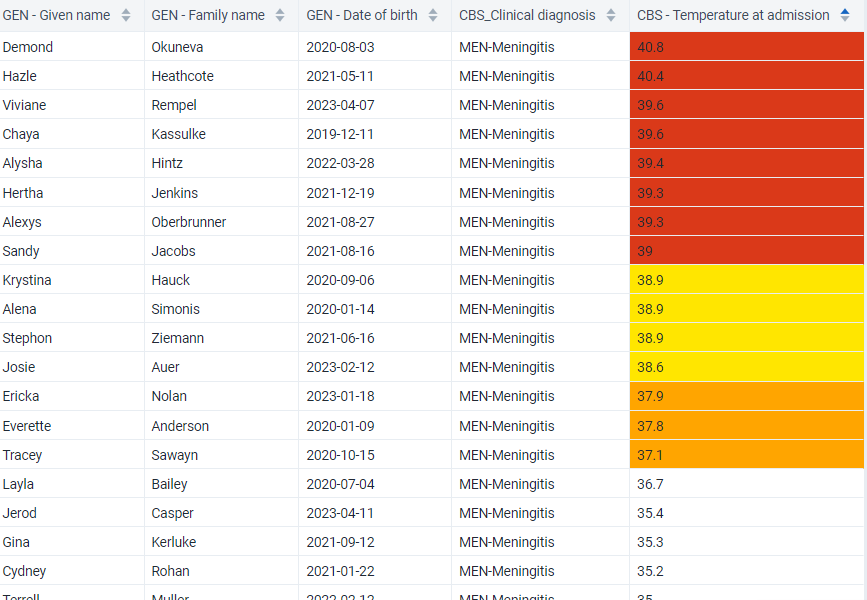 GEN - Given name GEN - Family name GEN - Date of birth CBS_Clinical diagnosis CBS - Temperature at admission
Demond Okuneva 2020-08-03 MEN-Meningitis 40.8
Hazle Heathcote 2021-05-11 MEN-Meningitis 40.4
Viviane Rempel 2023-04-07 MEN-Meningitis 39.6
Chaya Kassulke 2019-12-11 MEN-Meningitis 39.6
Alysha Hintz 2022-03-28 MEN-Meningitis 39.4
Hertha Jenkins 2021-12-19 MEN-Meningitis 39.3
Alexys Oberbrunner 2021-08-27 MEN-Meningitis 39.3
Sandy Jacobs 2021-08-16 MEN-Meningitis 39
Krystina Hauck 2020-09-06 MEN-Meningitis 38.9
Alena Simonis 2020-01-14 MEN-Meningitis 38.9
Stephon Ziemann 2021-06-16 MEN-Meningitis 38.9
Josie Auer 2023-02-12 MEN-Meningitis 38.6
Ericka Nolan 2023-01-18 MEN-Meningitis 37.9
Everette Anderson 2020-01-09 MEN-Meningitis 37.8
Tracey Sawayn 2020-10-15 MEN-Meningitis 37.1
Layla Bailey 2020-07-04 MEN-Meningitis 36.7
Jerod Casper 2023-04-11 MEN-Meningitis 35.4
Gina Kerluke 2021-09-12 MEN-Meningitis 35.3
Cydney Rohan 2021-01-22 MEN-Meningitis 35.2
Muller MEN-Meningitis 35